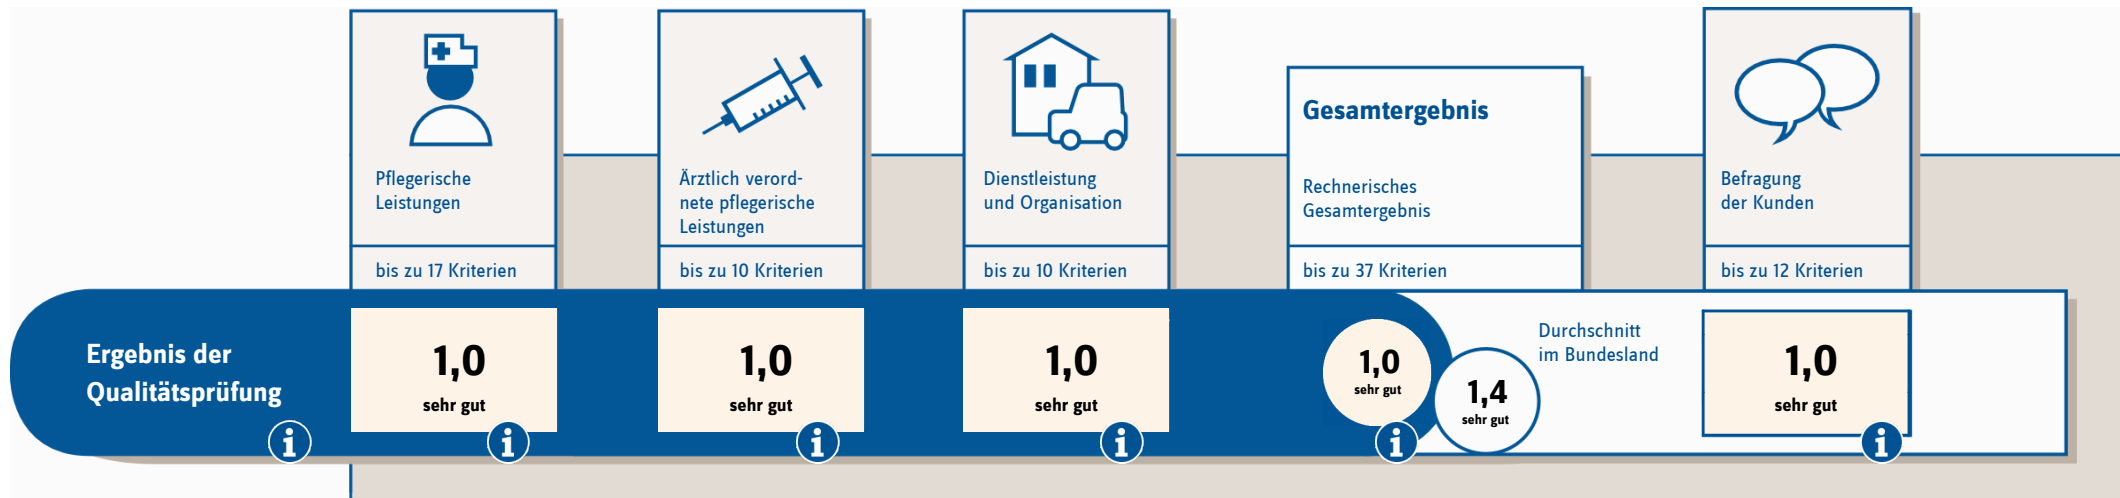 Pflegerische
Leistungen
bis zu 17 Kriterien
Ärztlich verord-
nete pflegerische
Leistungen
bis zu 10 Kriterien
Dienstleistung
und Organisation
bis zu 10 Kriterien
Gesamtergebnis
Rechnerisches
Gesamtergebnis
bis zu 37 Kriterien
Befragung
der Kunden
bis zu 12 Kriterien
Ergebnis der
Qualitätsprüfung
i
1,0
sehr gut
i
1,0
sehr gut
i
1,0
sehr gut
i
1,0
sehr gut
i
1,4
sehr gut
Durchschnitt
im Bundesland
1,0
sehr gut
i